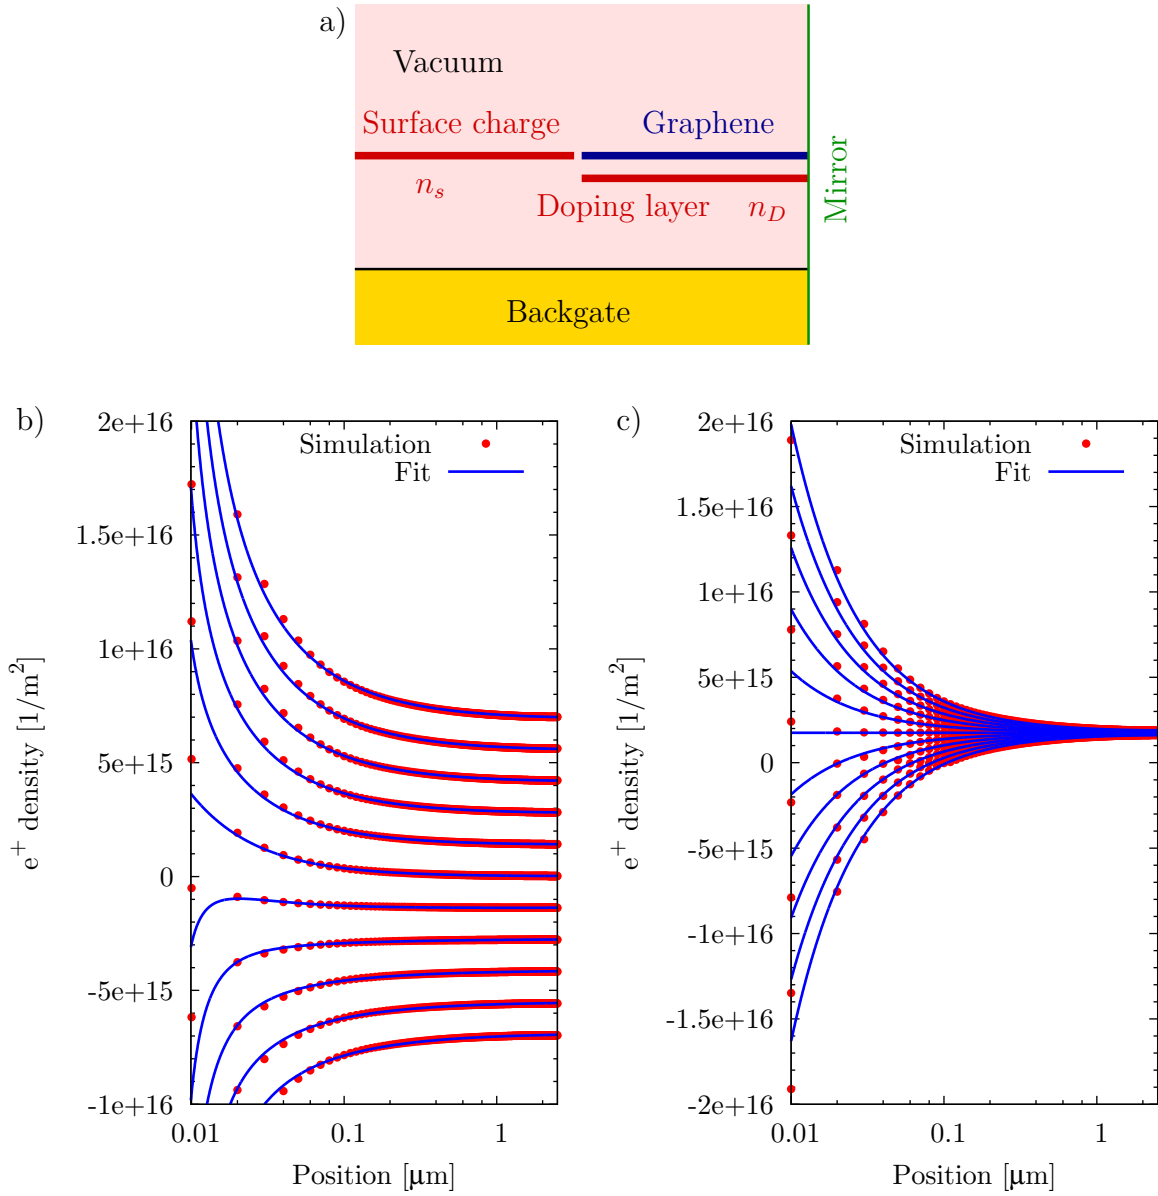 a)
Vacuum
Surface charge
Graphene
n_s
Doping layer
n_D
Mirror
Backgate
b)
e⁺ density [1/m²]
2e+16
1.5e+16
1e+16
5e+15
0
-5e+15
-1e+16
0.01
0.1
1
Position [μm]
Simulation
Fit
c)
e⁺ density [1/m²]
2e+16
1.5e+16
1e+16
5e+15
0
-5e+15
-1e+16
-1.5e+16
-2e+16
0.01
0.1
1
Position [μm]
Simulation
Fit